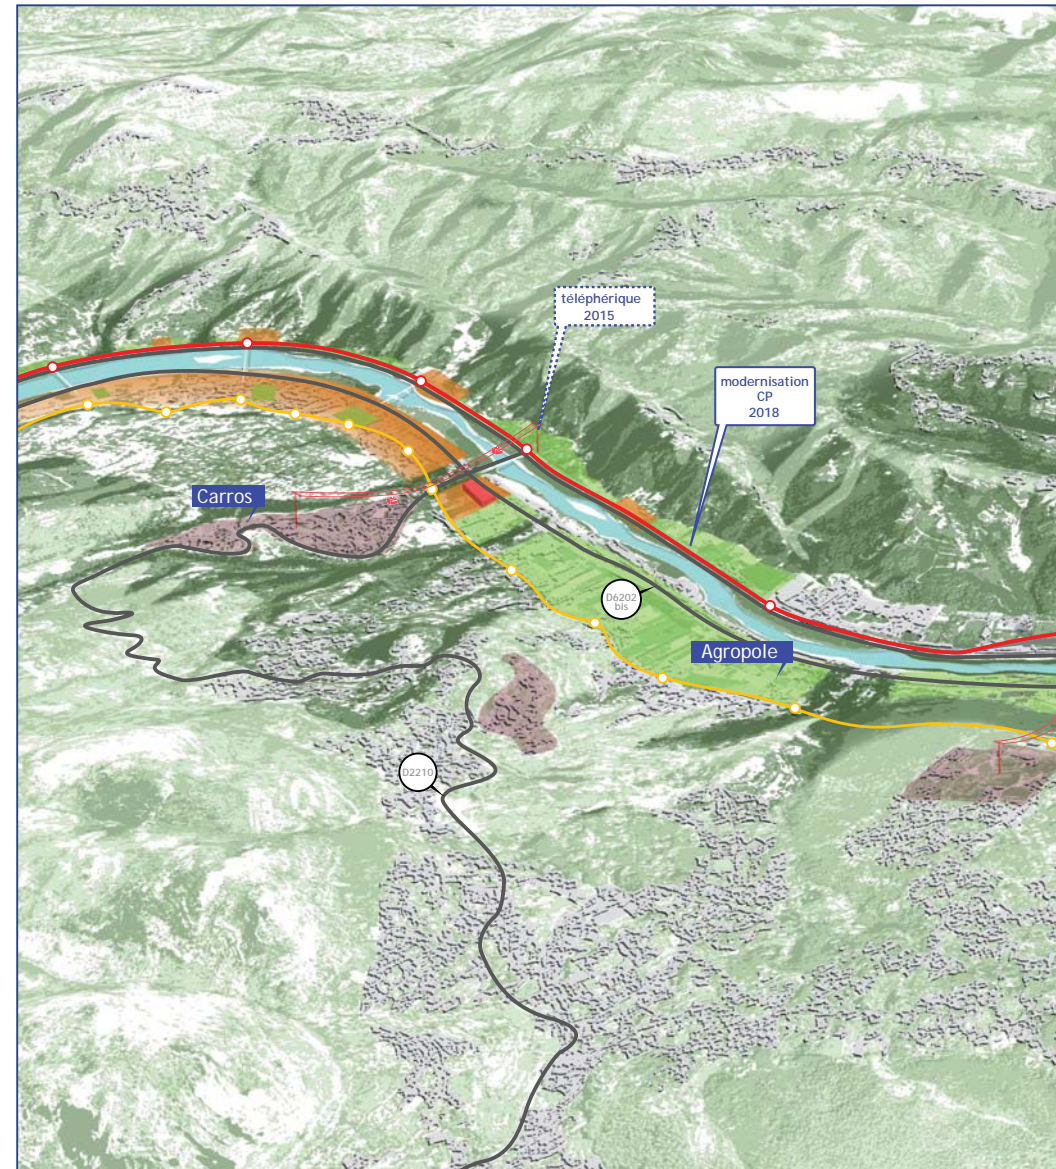 téléphérique
2015
modernisation
CP
2018
Carros
D6202
bis
Agropole
D2210